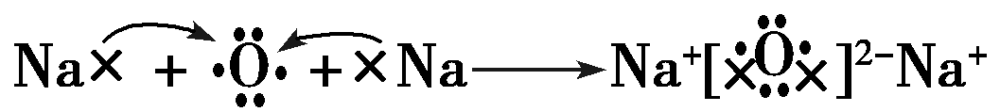 Na× + ·Ö̤· + ×Na ⟶ Na⁺[×̇Ö̤×̇]²⁻Na⁺